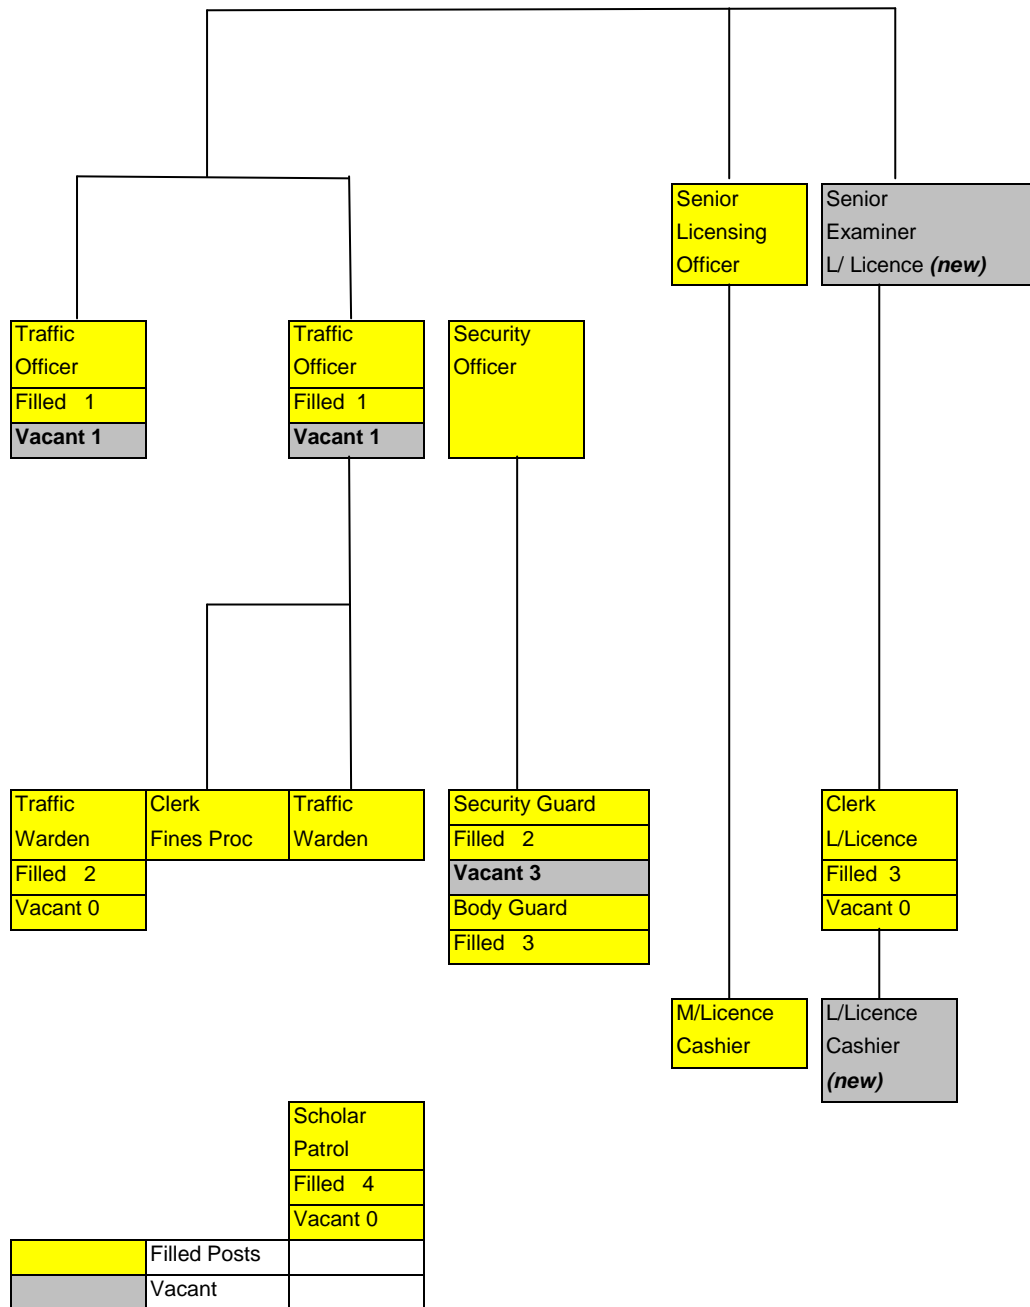 Senior
Licensing
Officer
Senior
Examiner
L/ Licence (new)
Traffic
Officer
Filled 1
Vacant 1
Traffic
Officer
Filled 1
Vacant 1
Security
Officer
Traffic
Warden
Filled 2
Vacant 0
Clerk
Fines Proc
Traffic
Warden
Security Guard
Filled 2
Vacant 3
Body Guard
Filled 3
Clerk
L/Licence
Filled 3
Vacant 0
M/Licence
Cashier
L/Licence
Cashier
(new)
Scholar
Patrol
Filled 4
Vacant 0
Filled Posts
Vacant